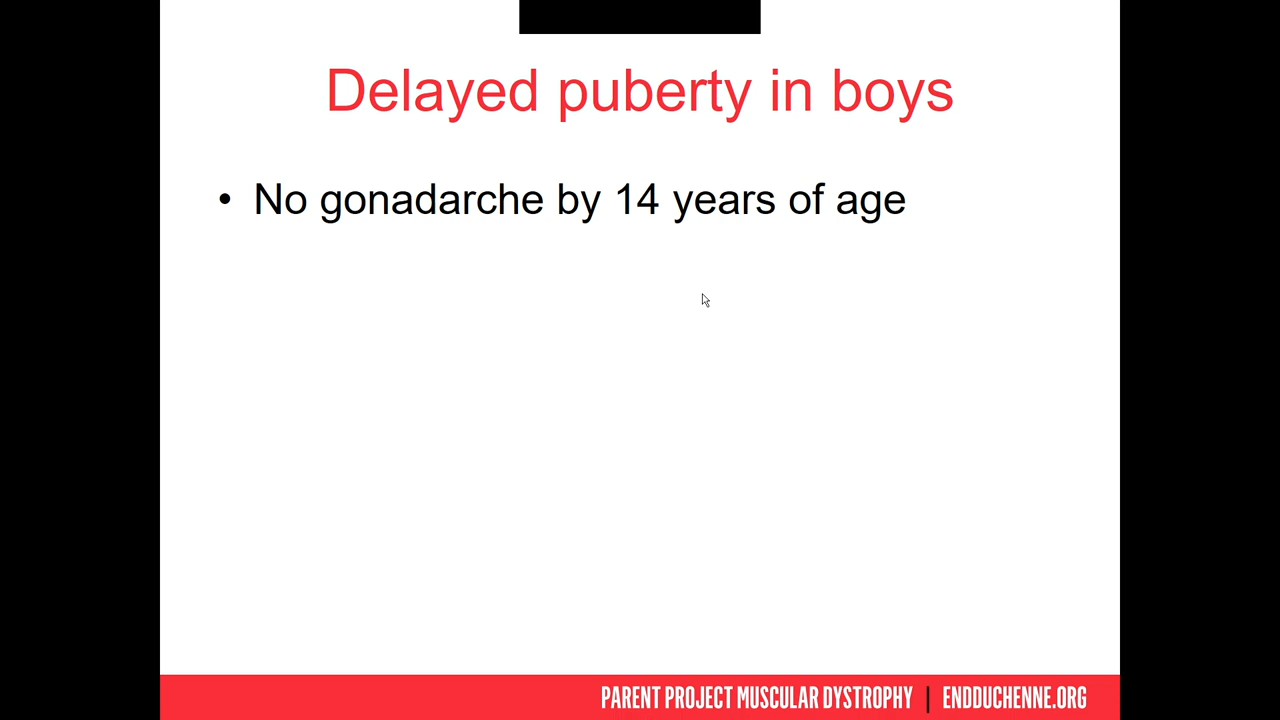 Delayed puberty in boys
• No gonadarche by 14 years of age
PARENT PROJECT MUSCULAR DYSTROPHY | ENDDUCHENNE.ORG